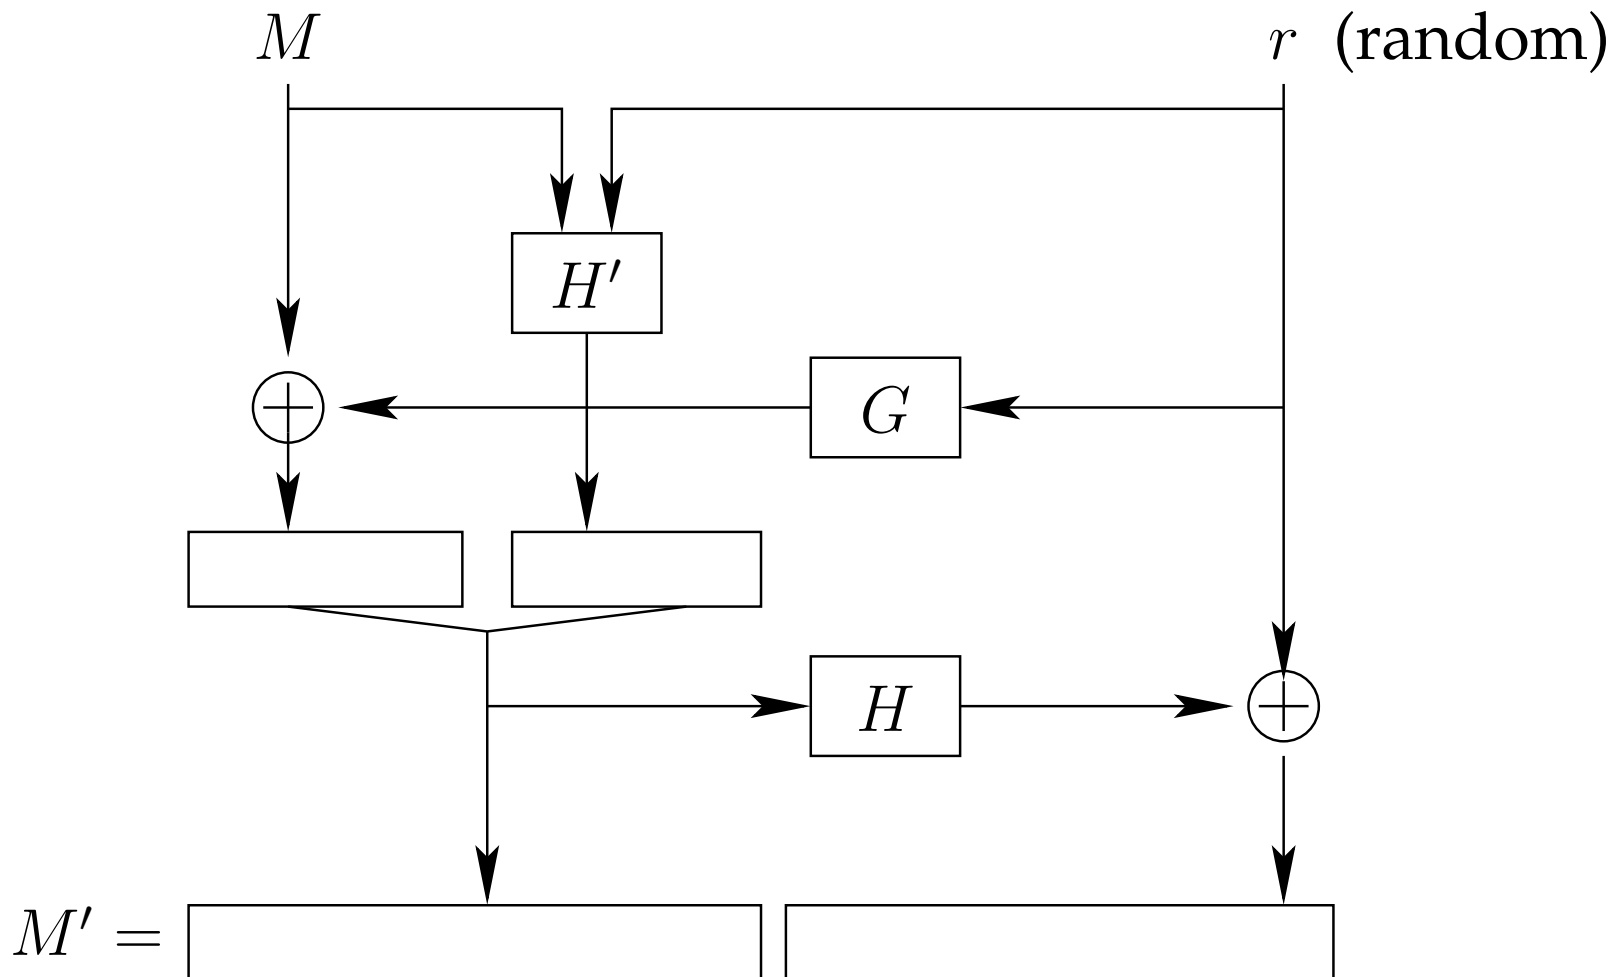 M r (random)
H′
G
H
M′ =